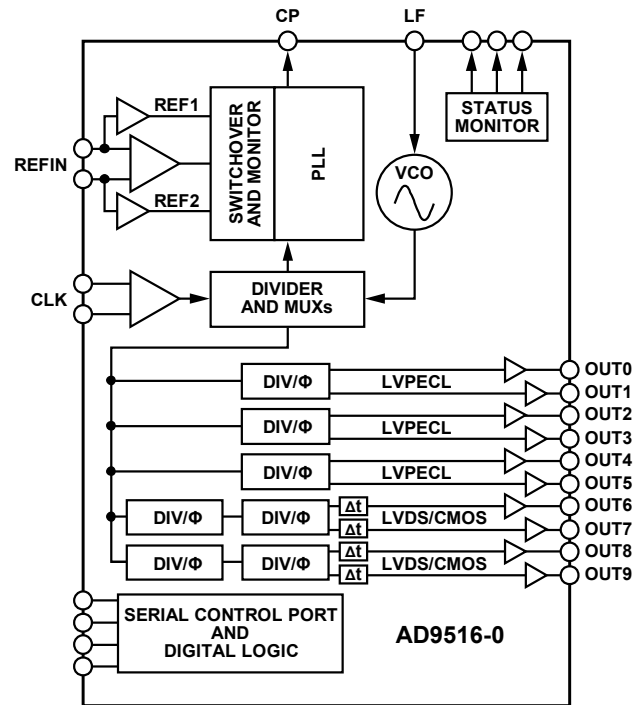 CP
LF
REF1
REFIN
REF2
SWITCHOVER
AND MONITOR
PLL
VCO
STATUS
MONITOR
CLK
DIVIDER
AND MUXs
DIV/Φ
LVPECL
OUT0
OUT1
DIV/Φ
LVPECL
OUT2
OUT3
DIV/Φ
LVPECL
OUT4
OUT5
DIV/Φ
DIV/Φ
Δt
Δt
LVDS/CMOS
OUT6
OUT7
DIV/Φ
DIV/Φ
Δt
Δt
LVDS/CMOS
OUT8
OUT9
SERIAL CONTROL PORT
AND
DIGITAL LOGIC
AD9516-0